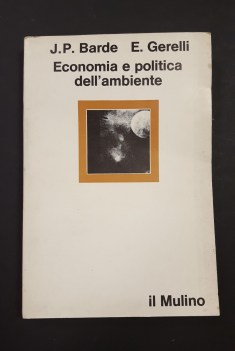 J.P. Barde E. Gerelli
Economia e politica
dell'ambiente
il Mulino